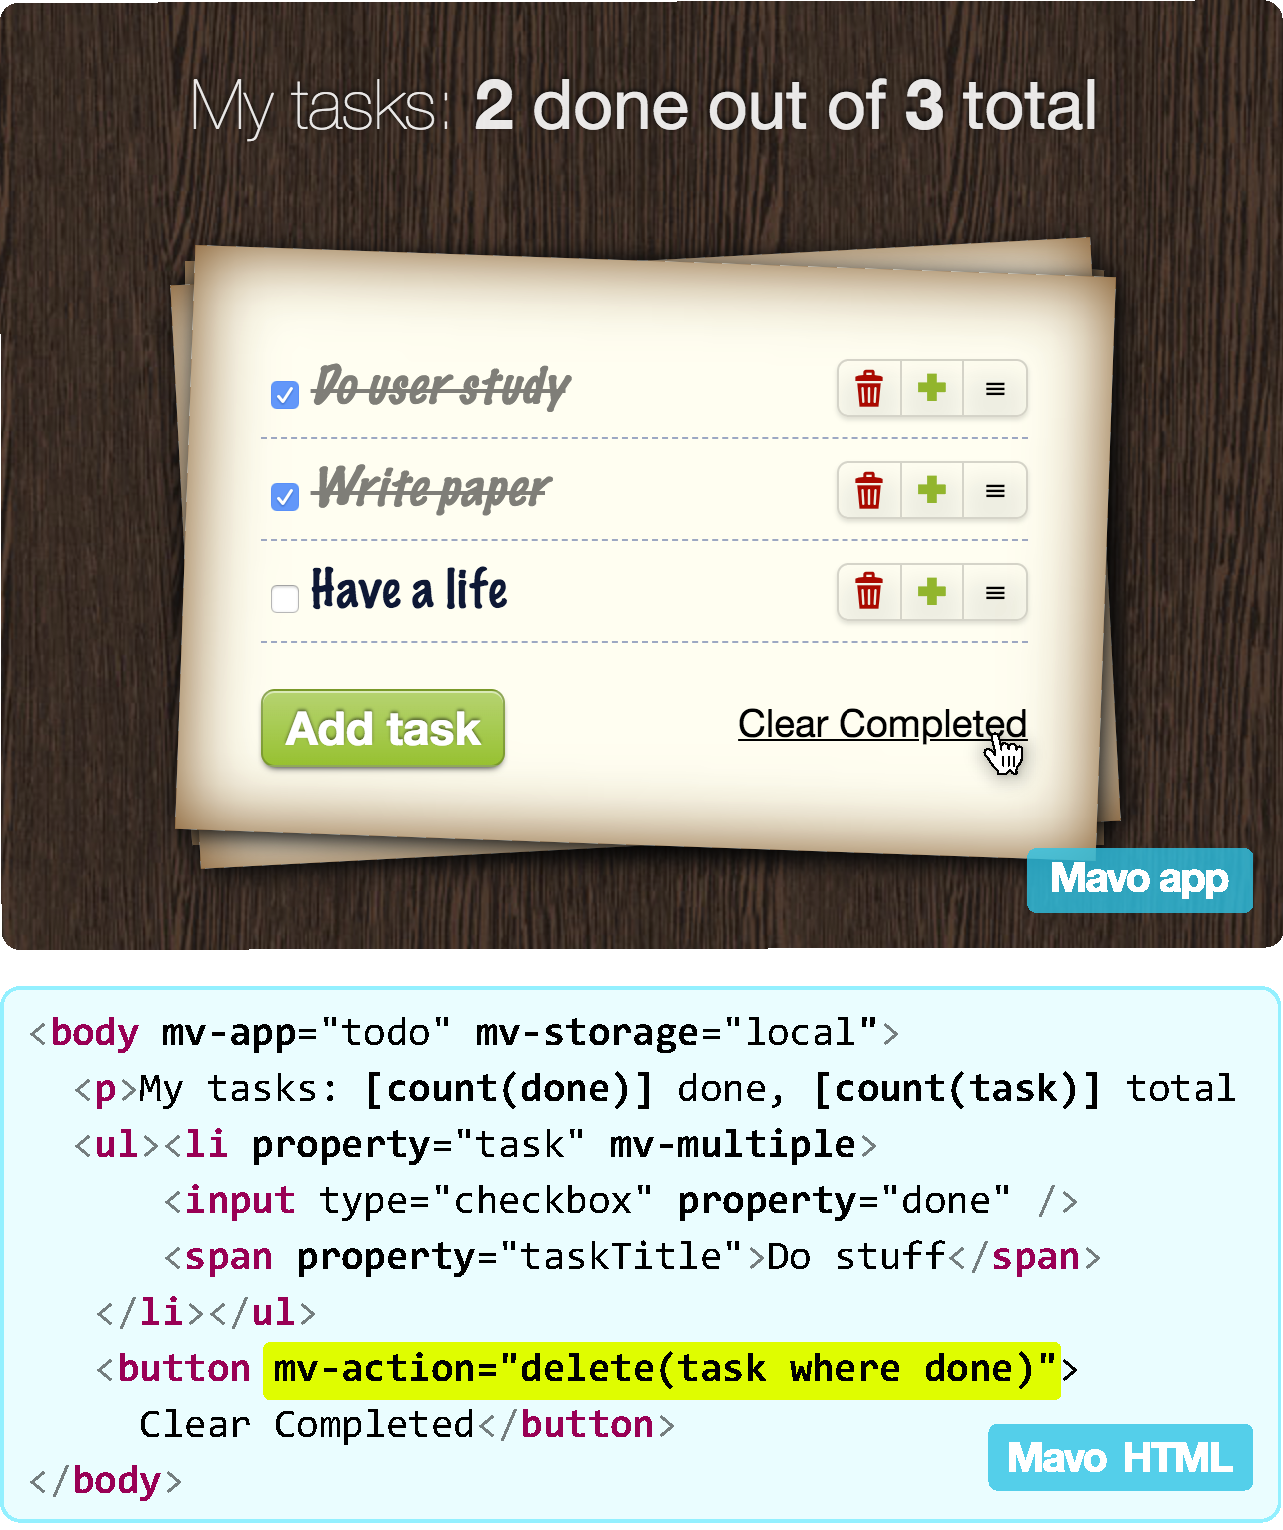 My tasks: 2 done out of 3 total
Do user study
Write paper
Have a life
Add task
Clear Completed
Mavo app
<body mv-app="todo" mv-storage="local">
<p>My tasks: [count(done)] done, [count(task)] total
<ul><li property="task" mv-multiple>
<input type="checkbox" property="done" />
<span property="taskTitle">Do stuff</span>
</li></ul>
<button mv-action="delete(task where done)">
Clear Completed</button>
</body>
Mavo HTML